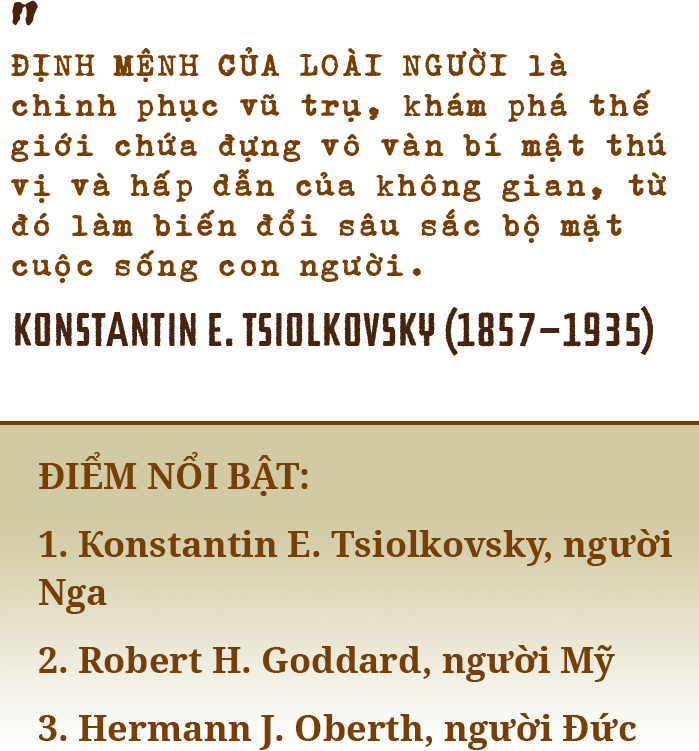 "
ĐỊNH MỆNH CỦA LOÀI NGƯỜI là
chinh phục vũ trụ, khám phá thế
giới chứa đựng vô vàn bí mật thú
vị và hấp dẫn của không gian, từ
đó làm biến đổi sâu sắc bộ mặt
cuộc sống con người.
KONSTANTIN E. TSIOLKOVSKY (1857–1935)
ĐIỂM NỔI BẬT:
1. Konstantin E. Tsiolkovsky, người
Nga
2. Robert H. Goddard, người Mỹ
3. Hermann J. Oberth, người Đức